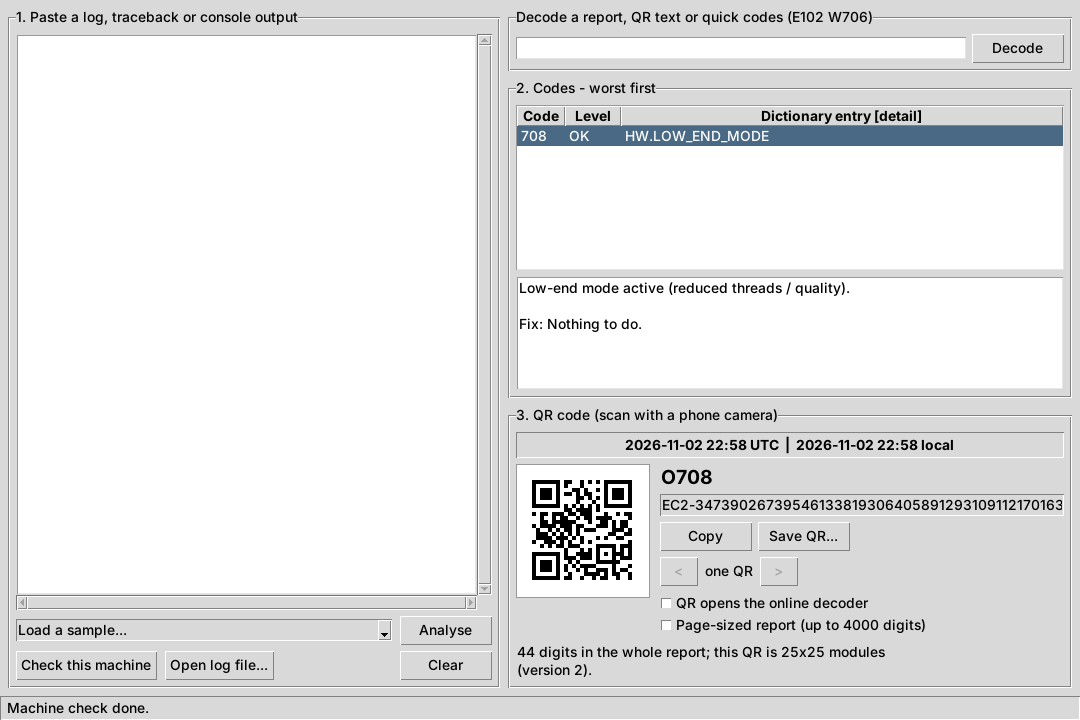 1. Paste a log, traceback or console output
Load a sample...
Analyse
Check this machine
Open log file...
Clear
Decode a report, QR text or quick codes (E102 W706)
Decode
2. Codes - worst first
Code Level Dictionary entry [detail]
708 OK HW.LOW_END_MODE
Low-end mode active (reduced threads / quality).
Fix: Nothing to do.
3. QR code (scan with a phone camera)
2026-11-02 22:58 UTC | 2026-11-02 22:58 local
O708
EC2-34739026739546133819306405891293109112170163
Copy
Save QR...
< one QR >
QR opens the online decoder
Page-sized report (up to 4000 digits)
44 digits in the whole report; this QR is 25x25 modules
(version 2).
Machine check done.